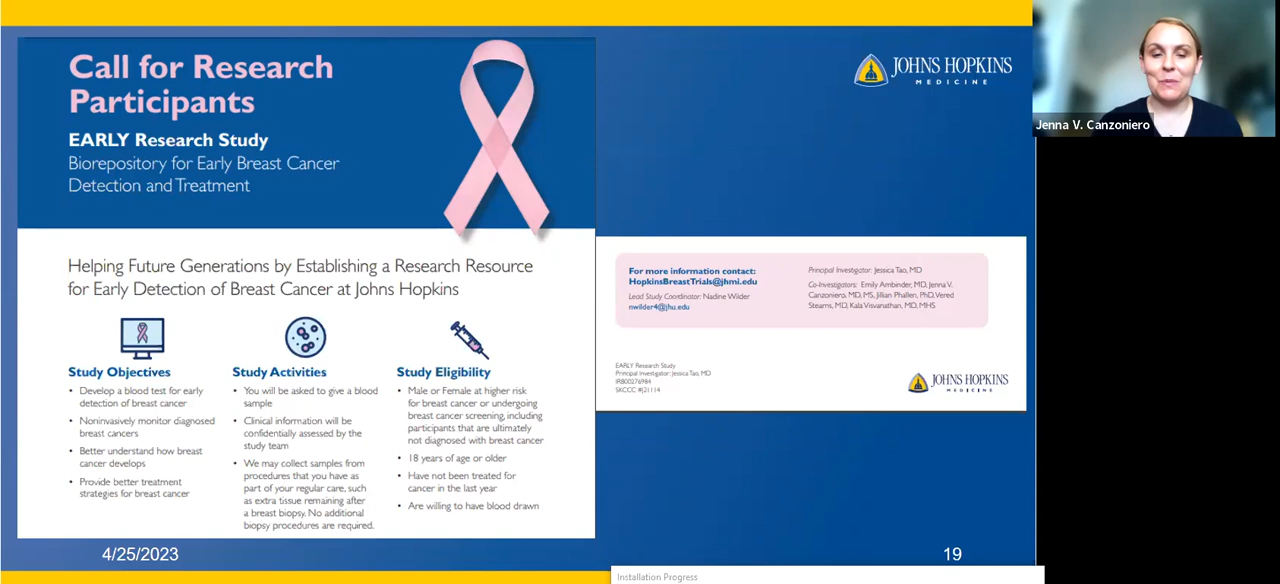 Call for Research
Participants
EARLY Research Study
Biorepository for Early Breast Cancer
Detection and Treatment
Helping Future Generations by Establishing a Research Resource
for Early Detection of Breast Cancer at Johns Hopkins
Study Objectives
• Develop a blood test for early
detection of breast cancer
• Noninvasively monitor diagnosed
breast cancers
• Better understand how breast
cancer develops
• Provide better treatment
strategies for breast cancer
Study Activities
• You will be asked to give a blood
sample
• Clinical information will be
confidentially assessed by the
study team
• We may collect samples from
procedures that you have as
part of your regular care, such
as extra tissue remaining after
a breast biopsy. No additional
biopsy procedures are required.
Study Eligibility
• Male or Female at higher risk
for breast cancer or undergoing
breast cancer screening, including
participants that are ultimately
not diagnosed with breast cancer
• 18 years of age or older
• Have not been treated for
cancer in the last year
• Are willing to have blood drawn
JOHNS HOPKINS
MEDICINE
For more information contact:
HopkinsBreastTrials@jhmi.edu
Lead Study Coordinator: Nadine Wilder
nwilder4@jhu.edu
Principal Investigator: Jessica Tao, MD
Co-Investigators: Emily Ambinder, MD, Jenna V.
Canzoniero, MD, MS, Jillian Phallen, PhD, Vered
Stearns, MD, Kala Visvanathan, MD, MHS
EARLY Research Study
Principal Investigator: Jessica Tao, MD
IRB00276984
SKCCC #J21114
JOHNS HOPKINS
MEDICINE
4/25/2023
19
Jenna V. Canzoniero
Installation Progress